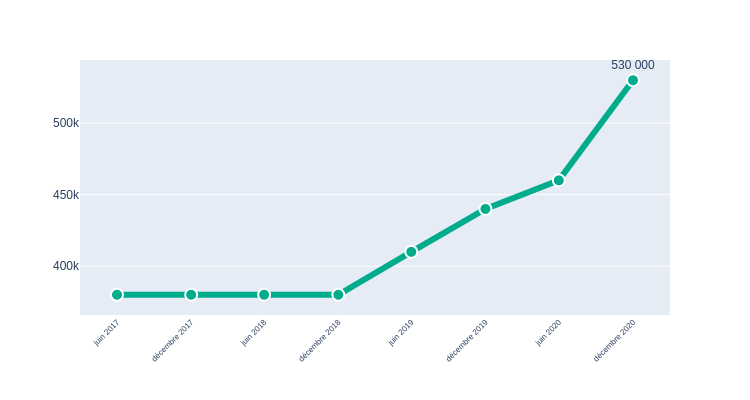 530 000
500k
450k
400k
juin 2017
décembre 2017
juin 2018
décembre 2018
juin 2019
décembre 2019
juin 2020
décembre 2020